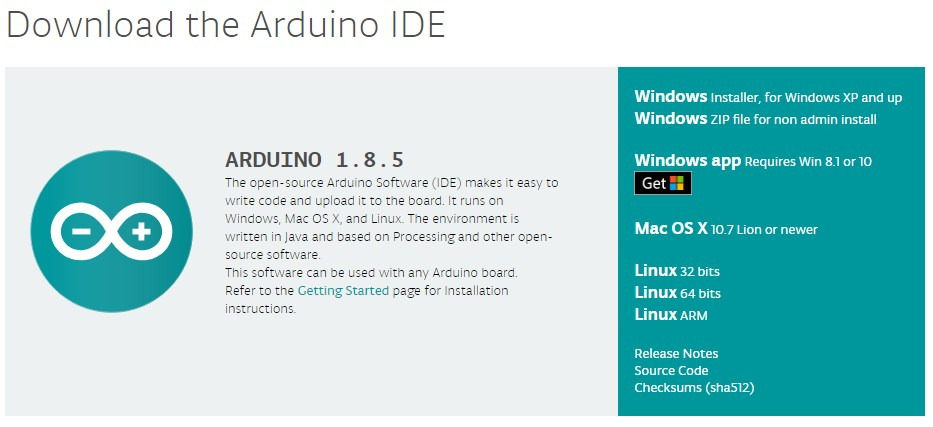 Download the Arduino IDE
ARDUINO 1.8.5
The open-source Arduino Software (IDE) makes it easy to
write code and upload it to the board. It runs on
Windows, Mac OS X, and Linux. The environment is
written in Java and based on Processing and other open-
source software.
This software can be used with any Arduino board.
Refer to the Getting Started page for Installation
instructions.
Windows Installer, for Windows XP and up
Windows ZIP file for non admin install
Windows app Requires Win 8.1 or 10
Get
Mac OS X 10.7 Lion or newer
Linux 32 bits
Linux 64 bits
Linux ARM
Release Notes
Source Code
Checksums (sha512)